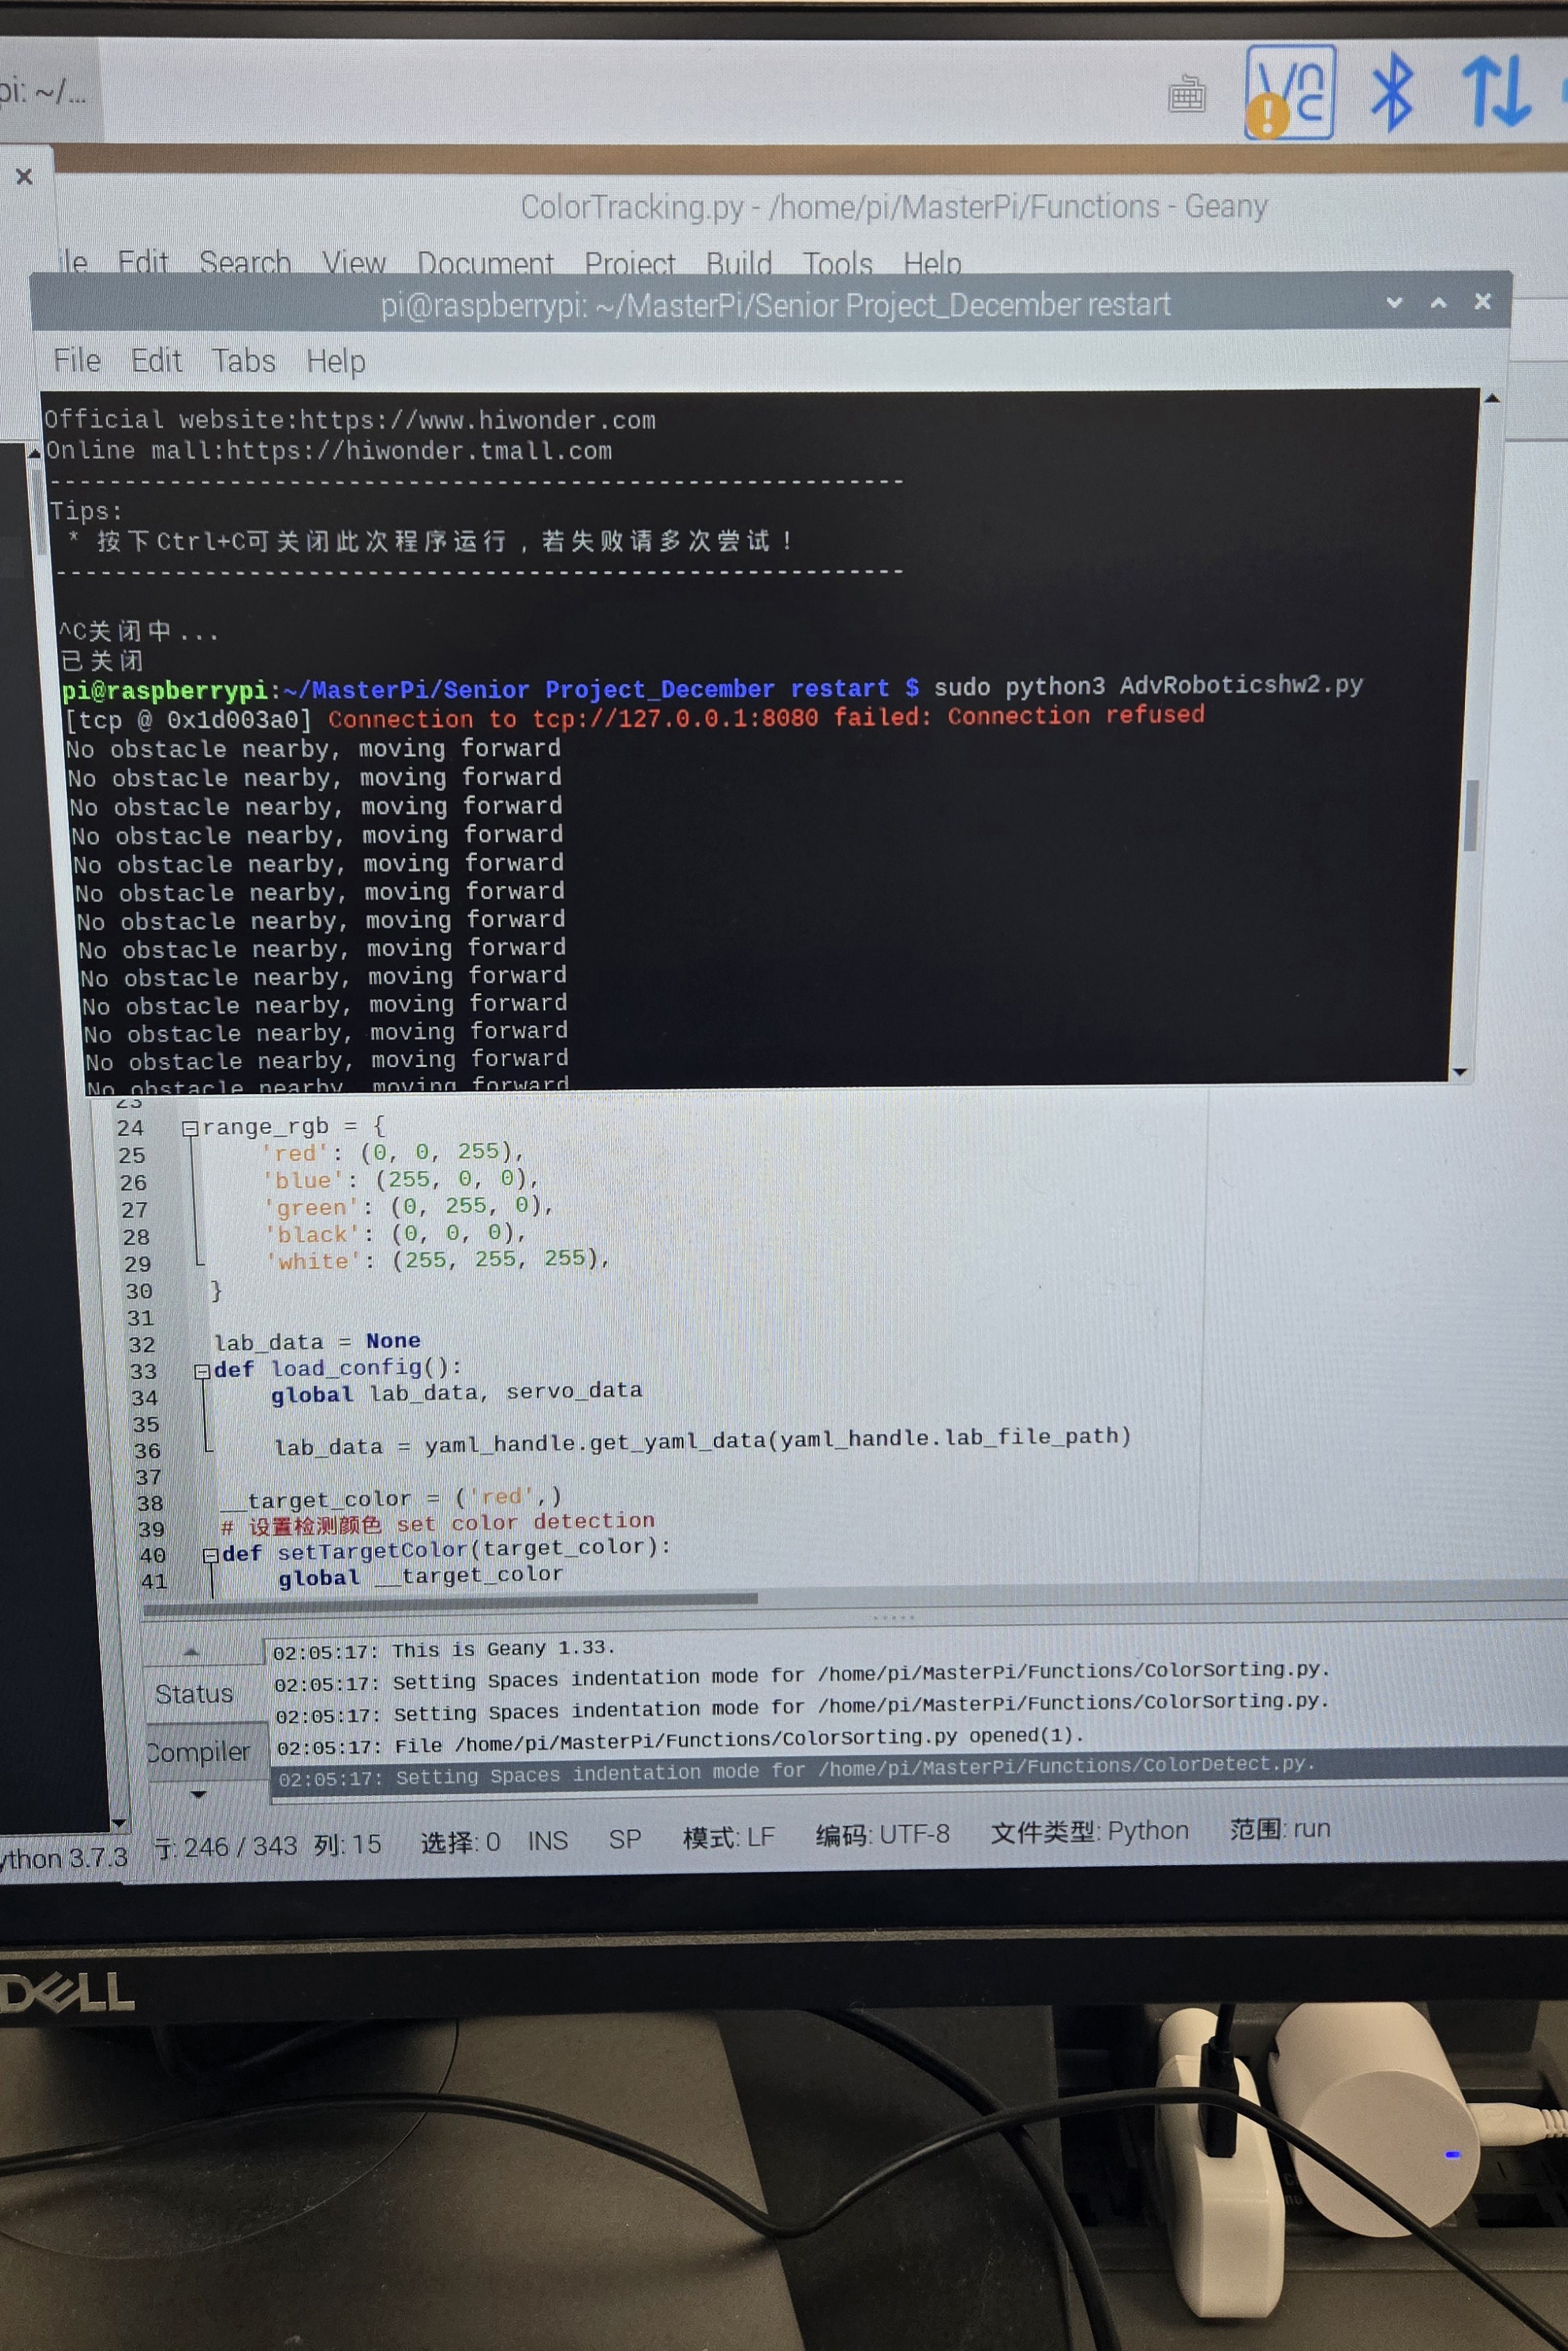 pi: ~/...
VNC
ColorTracking.py - /home/pi/MasterPi/Functions - Geany
le Edit Search View Document Project Build Tools Help
pi@raspberrypi: ~/MasterPi/Senior Project_December restart
File Edit Tabs Help
Official website:https://www.hiwonder.com
Online mall:https://hiwonder.tmall.com
----------------------------------------------------------
Tips:
* 按下Ctrl+C可关闭此次程序运行，若失败请多次尝试！
----------------------------------------------------------
^C关闭中...
已关闭
pi@raspberrypi:~/MasterPi/Senior Project_December restart $ sudo python3 AdvRoboticshw2.py
[tcp @ 0x1d003a0] Connection to tcp://127.0.0.1:8080 failed: Connection refused
No obstacle nearby, moving forward
No obstacle nearby, moving forward
No obstacle nearby, moving forward
No obstacle nearby, moving forward
No obstacle nearby, moving forward
No obstacle nearby, moving forward
No obstacle nearby, moving forward
No obstacle nearby, moving forward
No obstacle nearby, moving forward
No obstacle nearby, moving forward
No obstacle nearby, moving forward
No obstacle nearby, moving forward
No obstacle nearby, moving forward
23
24 range_rgb = {
25 'red': (0, 0, 255),
26 'blue': (255, 0, 0),
27 'green': (0, 255, 0),
28 'black': (0, 0, 0),
29 'white': (255, 255, 255),
30 }
31
32 lab_data = None
33 def load_config():
34 global lab_data, servo_data
35
36 lab_data = yaml_handle.get_yaml_data(yaml_handle.lab_file_path)
37
38 __target_color = ('red',)
39 # 设置检测颜色 set color detection
40 def setTargetColor(target_color):
41 global __target_color
02:05:17: This is Geany 1.33.
Status
02:05:17: Setting Spaces indentation mode for /home/pi/MasterPi/Functions/ColorSorting.py.
02:05:17: Setting Spaces indentation mode for /home/pi/MasterPi/Functions/ColorSorting.py.
Compiler
02:05:17: File /home/pi/MasterPi/Functions/ColorSorting.py opened(1).
02:05:17: Setting Spaces indentation mode for /home/pi/MasterPi/Functions/ColorDetect.py.
ython 3.7.3
行: 246 / 343 列: 15 选择: 0 INS SP 模式: LF 编码: UTF-8 文件类型: Python 范围: run
DELL